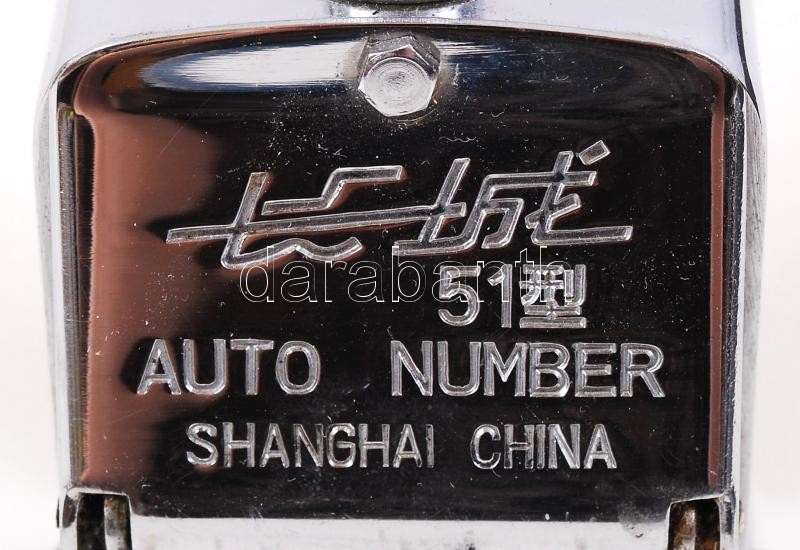 长城
51型
AUTO NUMBER
SHANGHAI CHINA
darabanth